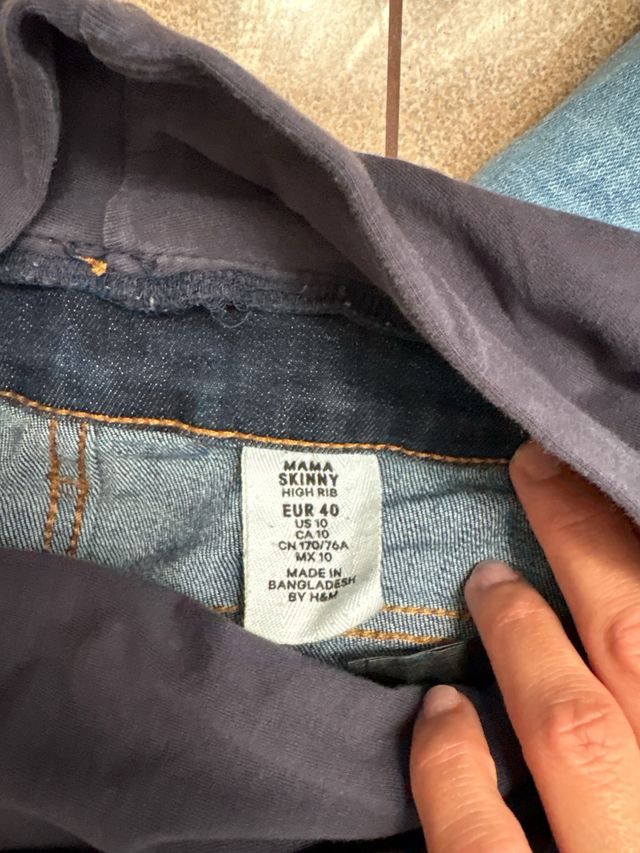 MAMA
SKINNY
HIGH RIB
EUR 40
US 10
CA 10
CN 170/76A
MX 10
MADE IN
BANGLADESH
BY H&M